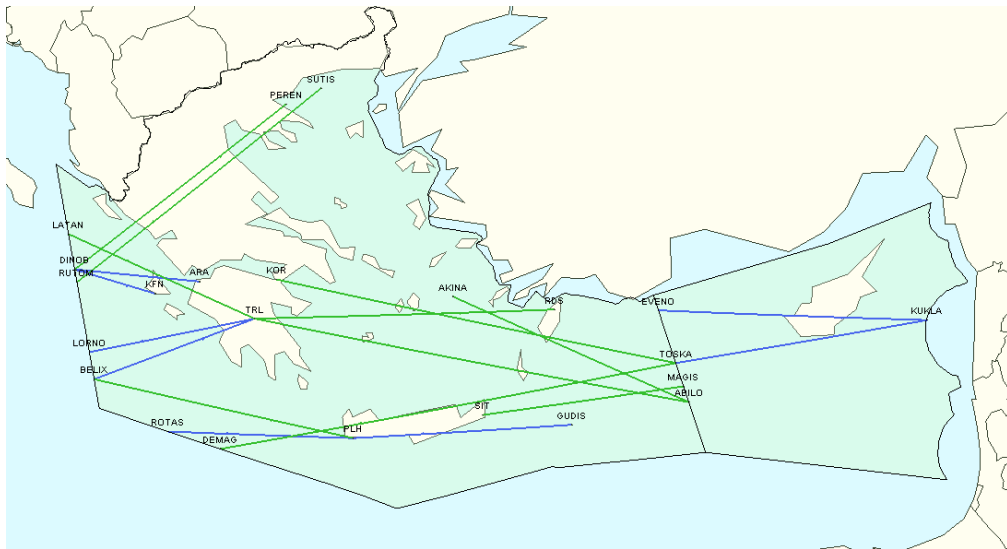 SUTIS
PEREN
LATAN
DINOB
RUTOM
KFN
ARA
KOR
AKINA
RDS
EVENO
KUKLA
TRL
LORNO
BELIX
TOSKA
MAGIS
ABILO
SIT
GUDIS
ROTAS
DEMAG
PLH